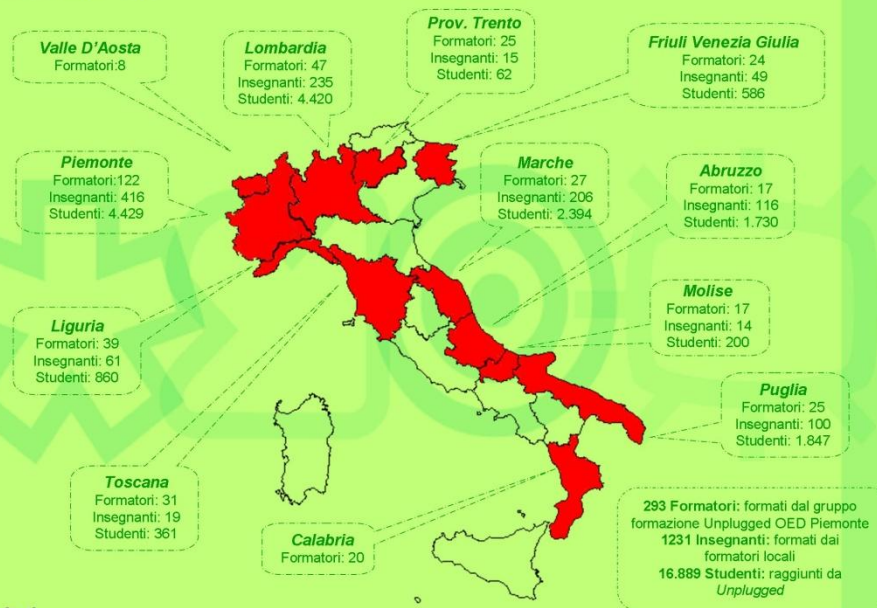 Valle D'Aosta
Formatori:8
Lombardia
Formatori: 47
Insegnanti: 235
Studenti: 4.420
Prov. Trento
Formatori: 25
Insegnanti: 15
Studenti: 62
Friuli Venezia Giulia
Formatori: 24
Insegnanti: 49
Studenti: 586
Piemonte
Formatori:122
Insegnanti: 416
Studenti: 4.429
Marche
Formatori: 27
Insegnanti: 206
Studenti: 2.394
Abruzzo
Formatori: 17
Insegnanti: 116
Studenti: 1.730
Liguria
Formatori: 39
Insegnanti: 61
Studenti: 860
Molise
Formatori: 17
Insegnanti: 14
Studenti: 200
Puglia
Formatori: 25
Insegnanti: 100
Studenti: 1.847
Toscana
Formatori: 31
Insegnanti: 19
Studenti: 361
Calabria
Formatori: 20
293 Formatori: formati dal gruppo
formazione Unplugged OED Piemonte
1231 Insegnanti: formati dai
formatori locali
16.889 Studenti: raggiunti da
Unplugged